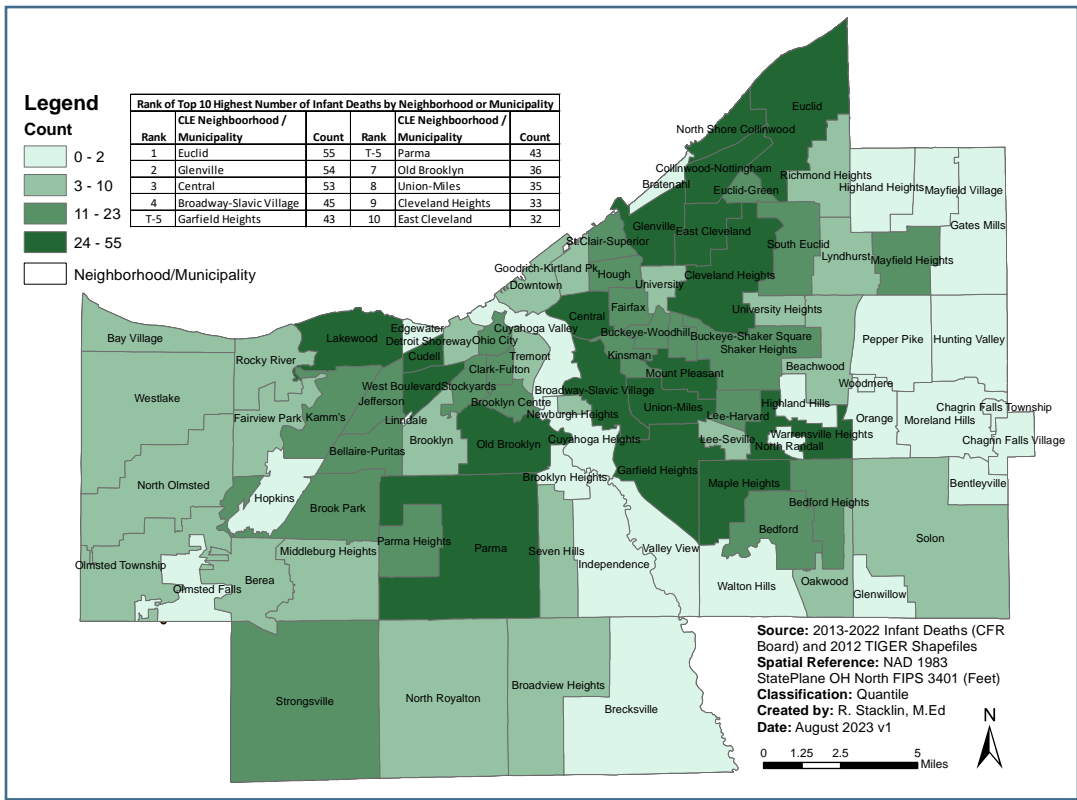 Legend
Count
0 - 2
3 - 10
11 - 23
24 - 55
Neighborhood/Municipality
Rank of Top 10 Highest Number of Infant Deaths by Neighborhood or Municipality
Rank CLE Neighboorhood / Municipality Count Rank CLE Neighboorhood / Municipality Count
1 Euclid 55 T-5 Parma 43
2 Glenville 54 7 Old Brooklyn 36
3 Central 53 8 Union-Miles 35
4 Broadway-Slavic Village 45 9 Cleveland Heights 33
T-5 Garfield Heights 43 10 East Cleveland 32
Euclid
North Shore Collinwood
Collinwood-Nottingham
Bratenahl
Euclid-Green
Richmond Heights
Highland Heights
Mayfield Village
Gates Mills
Glenville
East Cleveland
St.Clair-Superior
South Euclid
Lyndhurst
Mayfield Heights
Goodrich-Kirtland Pk
Hough
Cleveland Heights
Downtown
University
University Heights
Fairfax
Central
Bay Village
Lakewood
Edgewater
Detroit Shoreway
Cuyahoga Valley
Ohio City
Buckeye-Woodhill
Buckeye-Shaker Square
Shaker Heights
Pepper Pike
Hunting Valley
Rocky River
Cudell
Tremont
Kinsman
Clark-Fulton
Mount Pleasant
Beachwood
Woodmere
Westlake
West Boulevard
Stockyards
Jefferson
Broadway-Slavic Village
Brooklyn Centre
Newburgh Heights
Union-Miles
Highland Hills
Chagrin Falls Township
Fairview Park
Kamm's
Linndale
Lee-Harvard
Orange
Moreland Hills
Brooklyn
Old Brooklyn
Cuyahoga Heights
Lee-Seville
Warrensville Heights
North Randall
Chagrin Falls Village
Bellaire-Puritas
Garfield Heights
Brooklyn Heights
Maple Heights
Bentleyville
North Olmsted
Hopkins
Brook Park
Bedford Heights
Bedford
Solon
Parma Heights
Parma
Middleburg Heights
Seven Hills
Valley View
Independence
Olmsted Township
Olmsted Falls
Berea
Walton Hills
Oakwood
Glenwillow
Strongsville
North Royalton
Broadview Heights
Brecksville
Source: 2013-2022 Infant Deaths (CFR
Board) and 2012 TIGER Shapefiles
Spatial Reference: NAD 1983
StatePlane OH North FIPS 3401 (Feet)
Classification: Quantile
Created by: R. Stacklin, M.Ed
Date: August 2023 v1
N
0 1.25 2.5 5
Miles